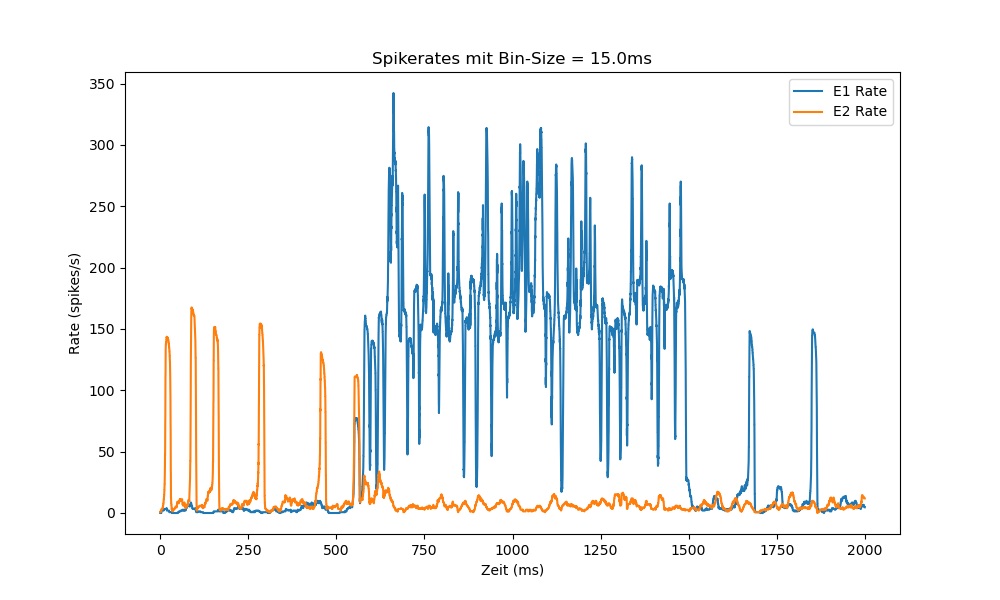 Spikerates mit Bin-Size = 15.0ms
E1 Rate
E2 Rate
Rate (spikes/s)
350
300
250
200
150
100
50
0
0 250 500 750 1000 1250 1500 1750 2000
Zeit (ms)